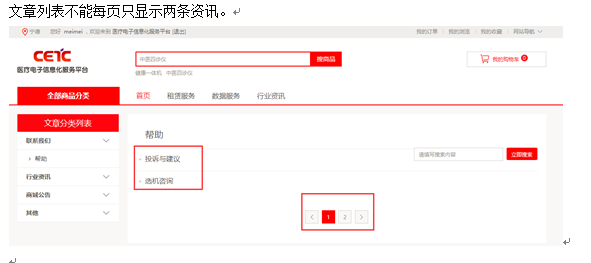 文章列表不能每页只显示两条资讯。
宁德 您好 meimei，欢迎来到 医疗电子信息化服务平台 [退出] 我的订单 我的浏览 我的收藏 网站导航
CETC
医疗电子信息化服务平台
中医四诊仪 搜商品 我的购物车 0
健康一体机 中医四诊仪
全部商品分类 首页 租赁服务 数据服务 行业资讯
文章分类列表
联系我们
帮助
行业资讯
商城公告
其他
帮助
投诉与建议
请填写搜索内容 立即搜索
选机咨询
< 1 2 >